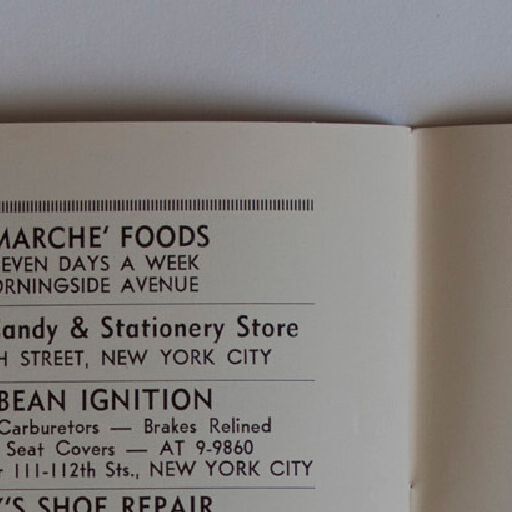 MARCHE' FOODS
EVEN DAYS A WEEK
ORNINGSIDE AVENUE
andy & Stationery Store
H STREET, NEW YORK CITY
BEAN IGNITION
Carburetors — Brakes Relined
Seat Covers — AT 9-9860
r 111-112th Sts., NEW YORK CITY
'S SHOE REPAIR